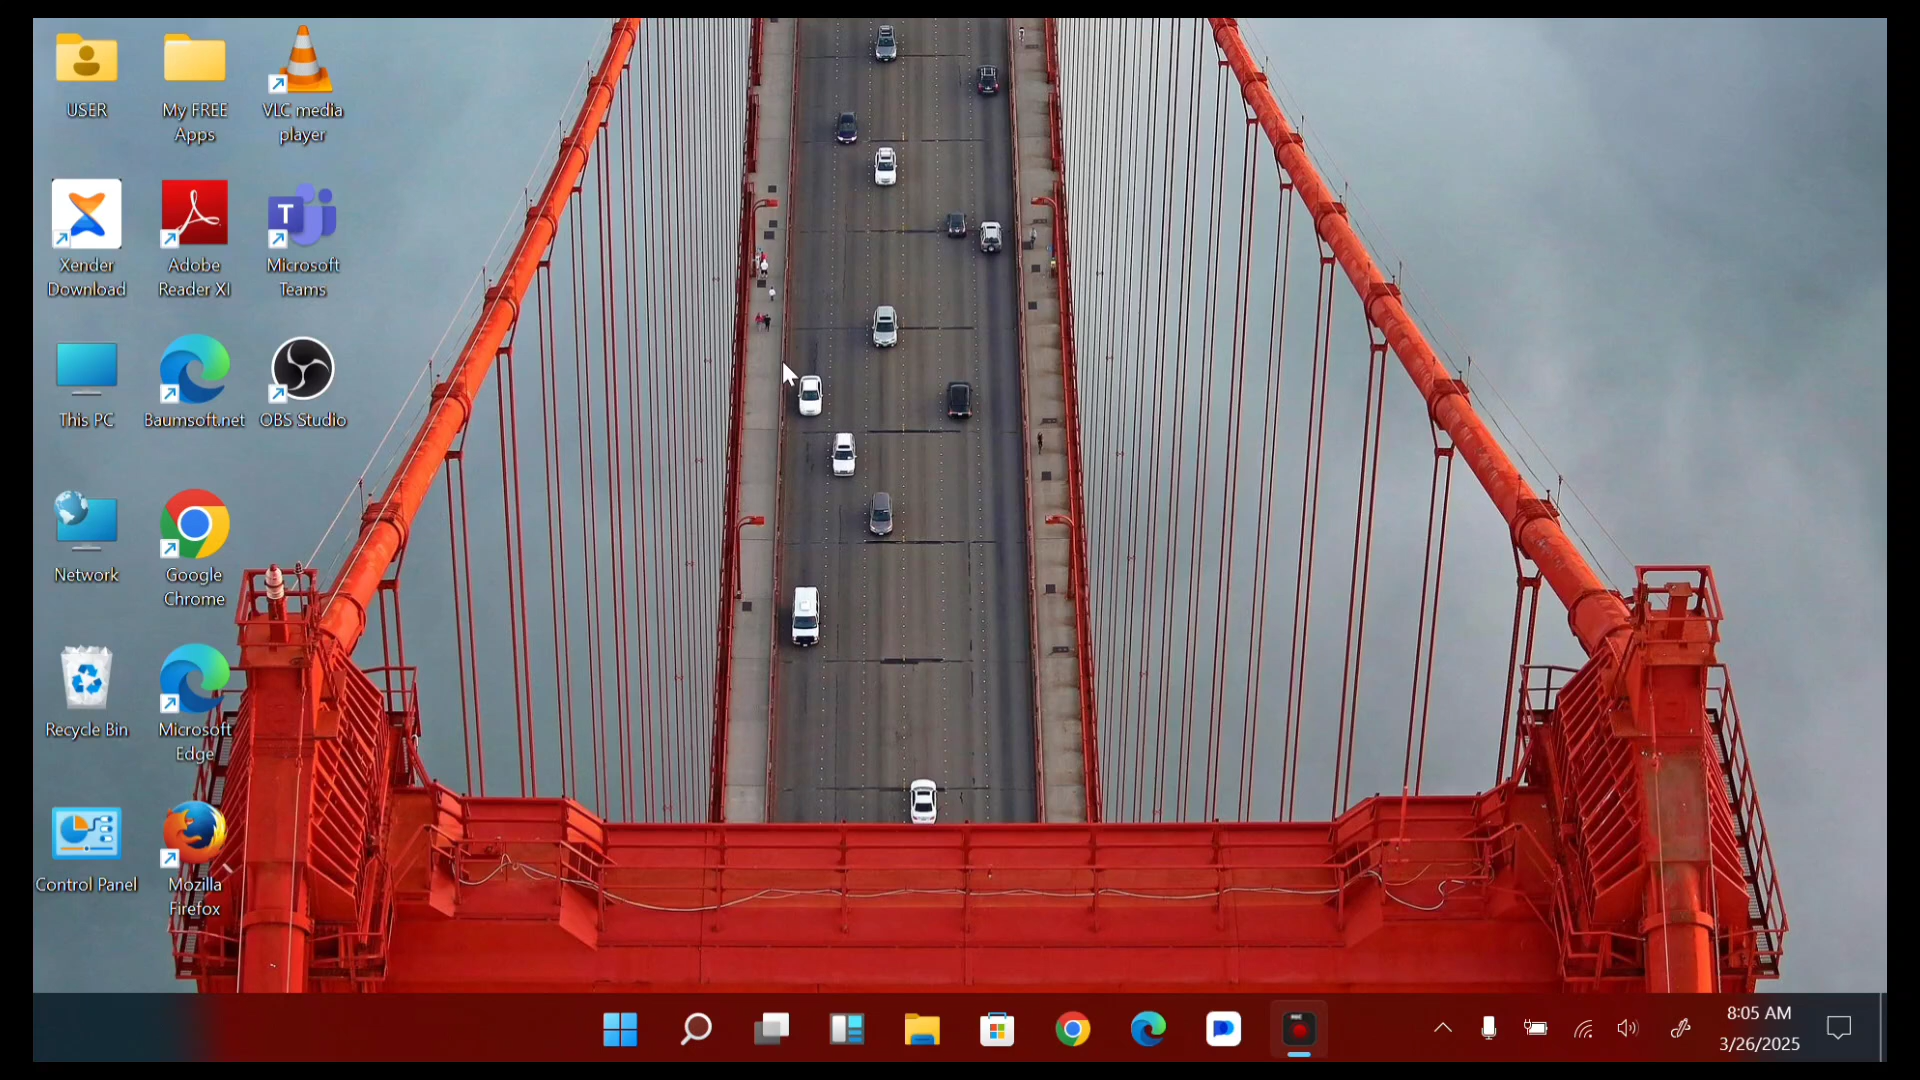 USER
My FREE
Apps
VLC media
player
Xender
Download
Adobe
Reader XI
T
Microsoft
Teams
This PC
Baumsoft.net
OBS Studio
Network
Google
Chrome
Recycle Bin
Microsoft
Edge
Control Panel
Mozilla
Firefox
REC
8:05 AM
3/26/2025